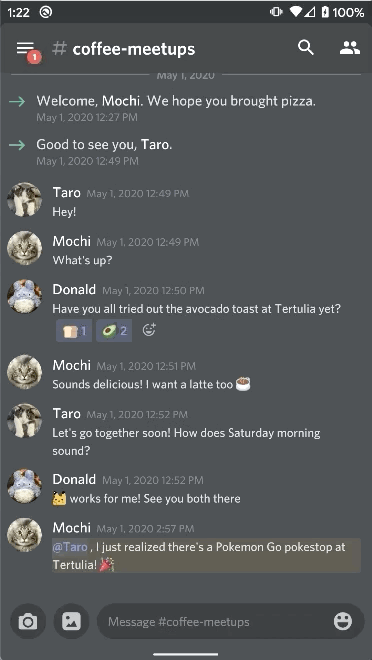 1:22 100%
1 # coffee-meetups
May 1, 2020
Welcome, Mochi. We hope you brought pizza.
May 1, 2020 12:27 PM
Good to see you, Taro.
May 1, 2020 12:49 PM
Taro May 1, 2020 12:49 PM
Hey!
Mochi May 1, 2020 12:49 PM
What's up?
Donald May 1, 2020 12:50 PM
Have you all tried out the avocado toast at Tertulia yet?
🍞 1 🥑 2
Mochi May 1, 2020 12:51 PM
Sounds delicious! I want a latte too ☕
Taro May 1, 2020 12:52 PM
Let's go together soon! How does Saturday morning
sound?
Donald May 1, 2020 12:52 PM
works for me! See you both there
Mochi May 1, 2020 2:57 PM
@Taro , I just realized there's a Pokemon Go pokestop at
Tertulia! 🎉
Message #coffee-meetups